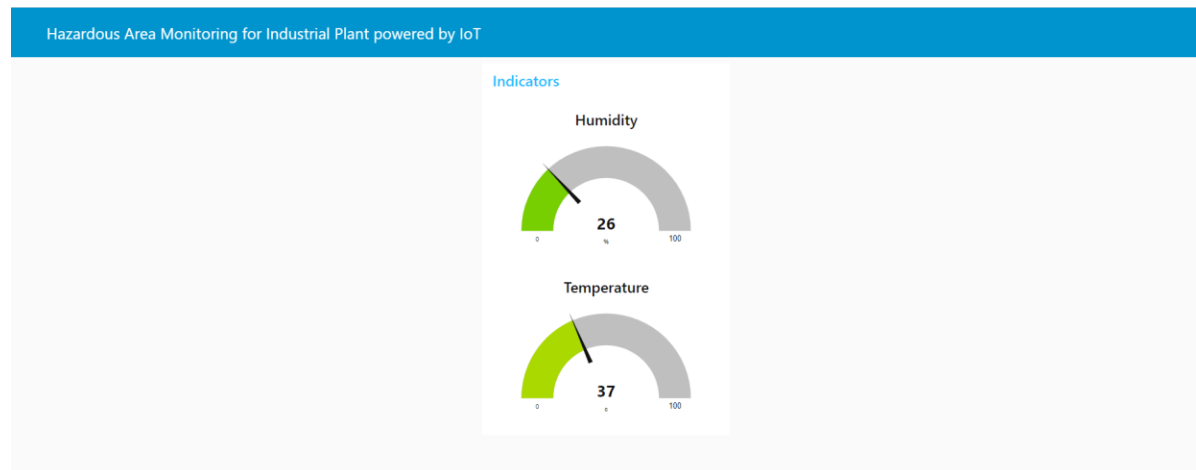 Hazardous Area Monitoring for Industrial Plant powered by IoT
Indicators
Humidity
26
%
0
100
Temperature
37
0
100